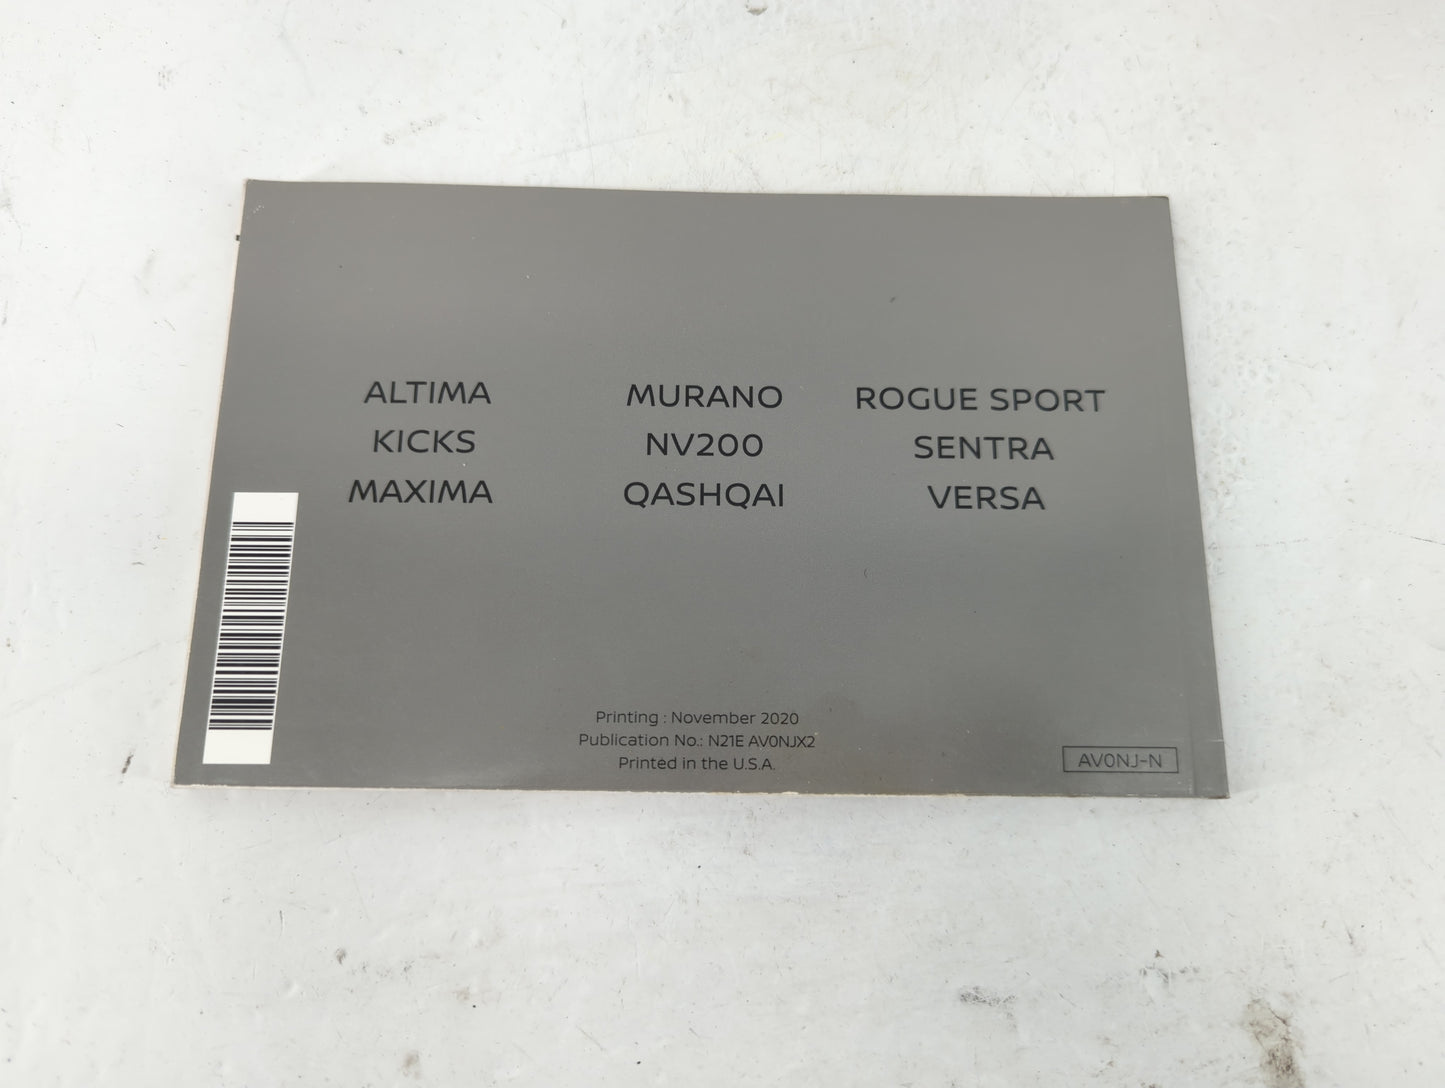 ALTIMA
KICKS
MAXIMA
MURANO
NV200
QASHQAI
ROGUE SPORT
SENTRA
VERSA
Printing : November 2020
Publication No.: N21E AV0NJX2
Printed in the U.S.A.
AV0NJ-N